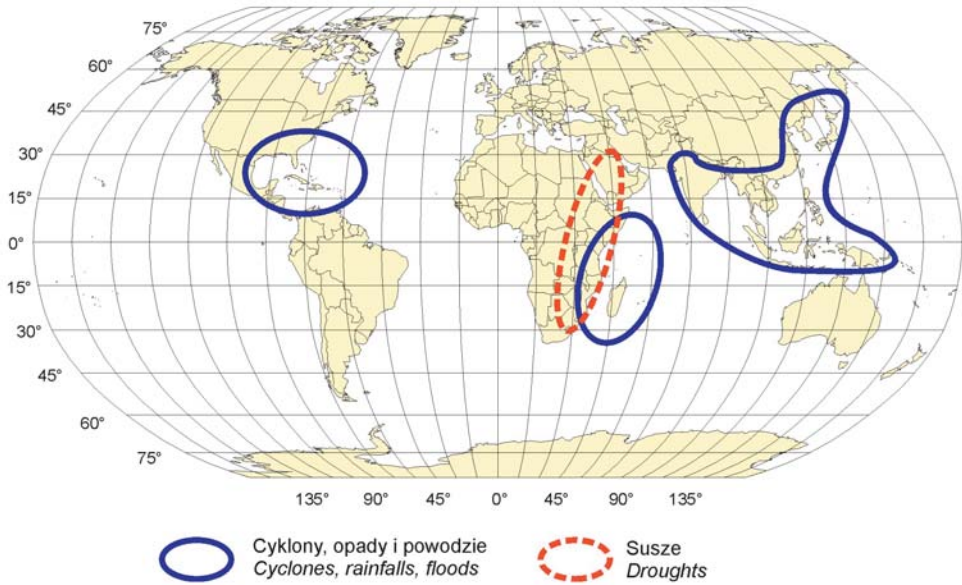 75°
60°
45°
30°
15°
0°
15°
30°
45°
60°
75°
135° 90° 45° 0° 45° 90° 135°
Cyklony, opady i powodzie
Cyclones, rainfalls, floods
Susze
Droughts